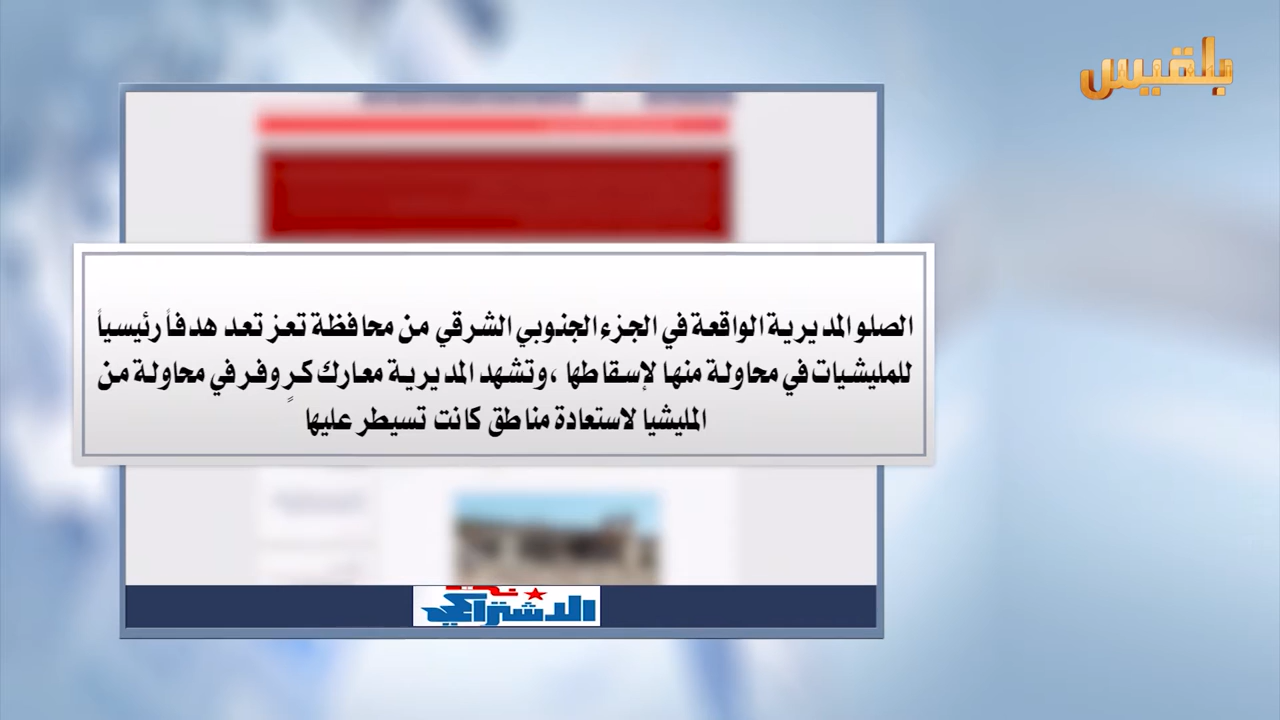 بلقيس
الصلو المديرية الواقعة في الجزء الجنوبي الشرقي من محافظة تعز تعد هدفاً رئيسياً
للمليشيات في محاولة منها لإسقاطها ،وتشهد المديرية معارك كرٍ وفر في محاولة من
المليشيا لاستعادة مناطق كانت تسيطر عليها
الاشتراكي